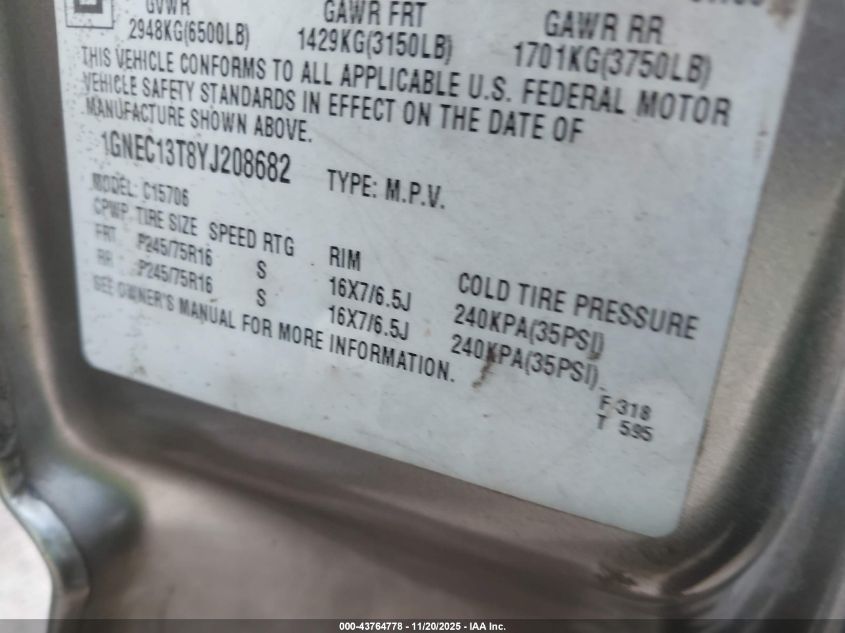 GVWR GAWR FRT GAWR RR
2948KG(6500LB) 1429KG(3150LB) 1701KG(3750LB)
THIS VEHICLE CONFORMS TO ALL APPLICABLE U.S. FEDERAL MOTOR
VEHICLE SAFETY STANDARDS IN EFFECT ON THE DATE OF
MANUFACTURE SHOWN ABOVE.
1GNEC13T8YJ208682 TYPE: M.P.V.
MODEL: C15706
TIRE SIZE SPEED RTG RIM COLD TIRE PRESSURE
FRT P245/75R16 S 16X7/6.5J 240KPA(35PSI)
RR P245/75R16 S 16X7/6.5J 240KPA(35PSI)
SEE OWNER'S MANUAL FOR MORE INFORMATION.
F 318
T 595
000-43764778 - 11/20/2025 - IAA Inc.